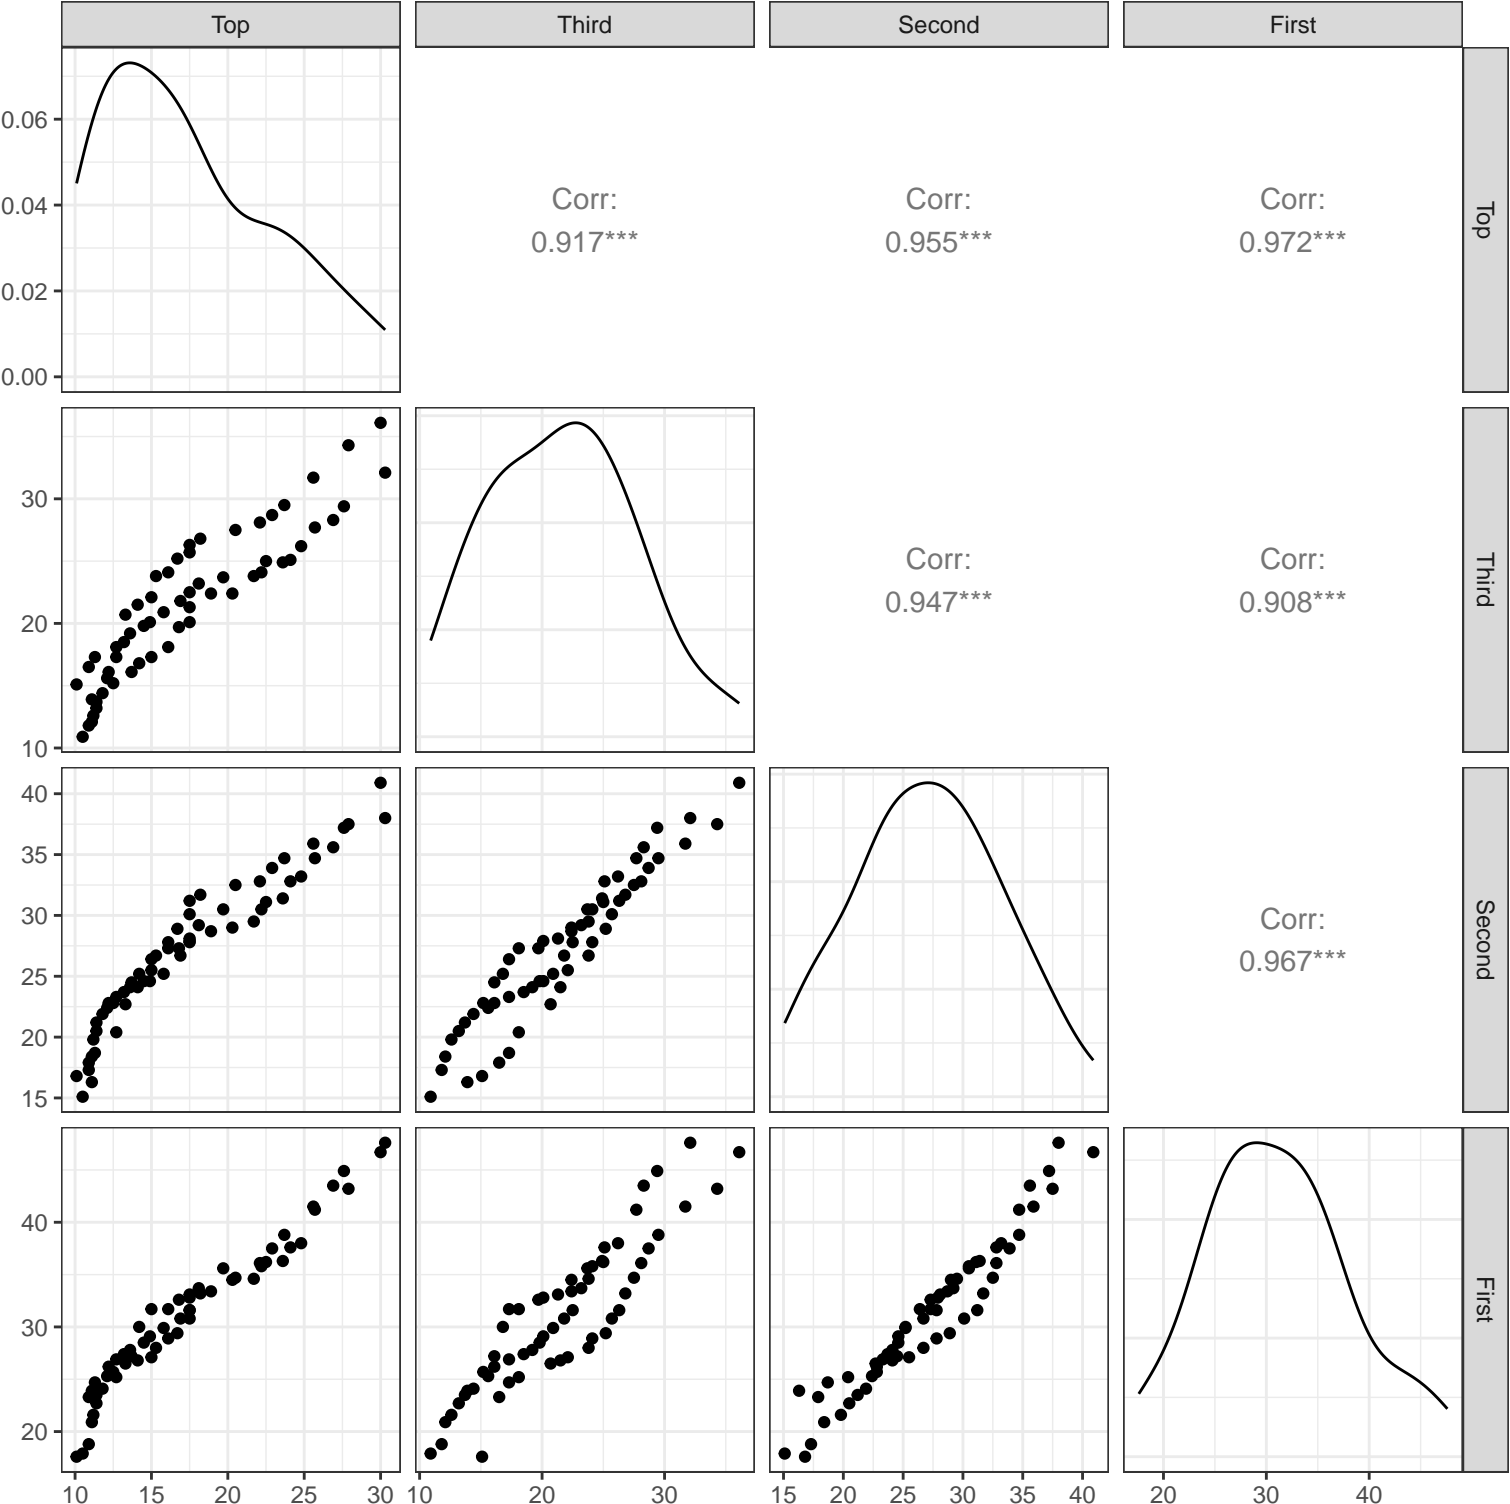 Top Third Second First
0.06
0.04
0.02
0.00
Corr:
0.917***
Corr:
0.955***
Corr:
0.972***
Top
30
20
10
Corr:
0.947***
Corr:
0.908***
Third
40
35
30
25
20
15
Corr:
0.967***
Second
40
30
20
First
10 15 20 25 30
10 20 30
15 20 25 30 35 40
20 30 40